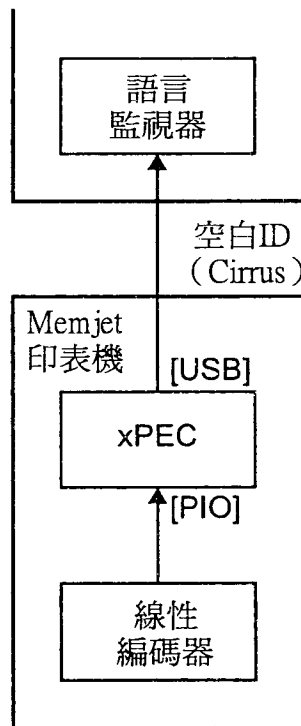 語言
監視器
空白ID
（Cirrus）
Memjet
印表機
[USB]
xPEC
[PIO]
線性
編碼器